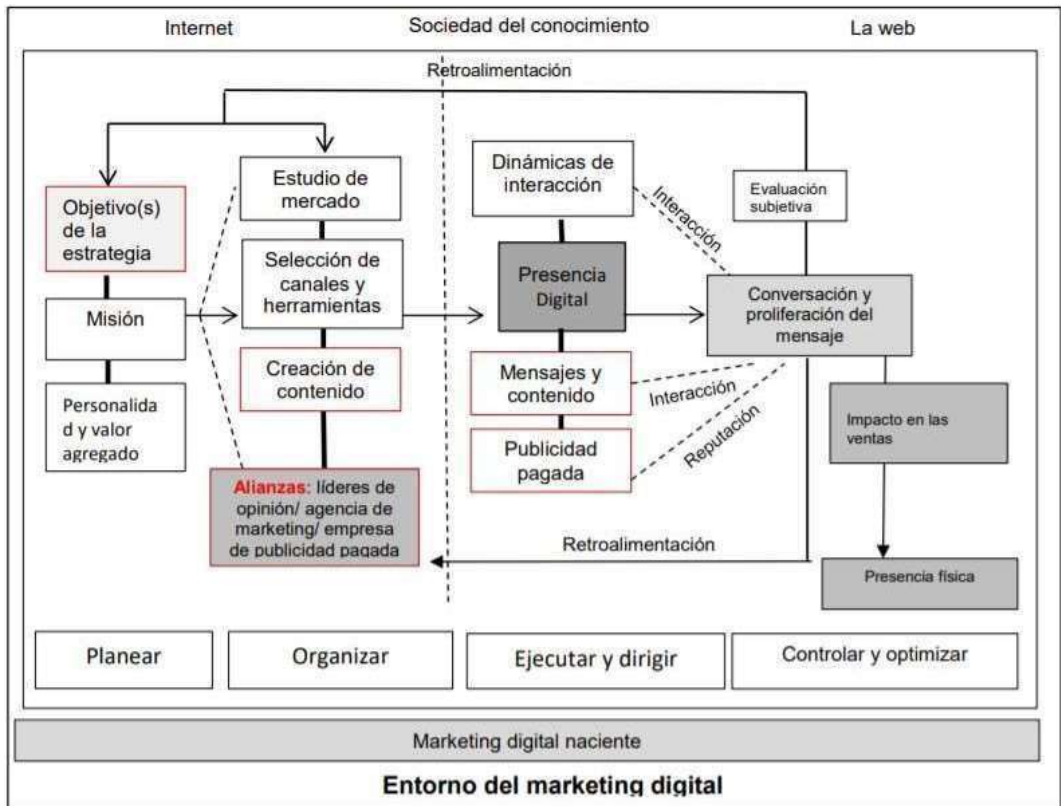 Internet
Sociedad del conocimiento
La web
Retroalimentación
Objetivo(s)
de la
estrategia
Misión
Personalida
d y valor
agregado
Estudio de
mercado
Selección de
canales y
herramientas
Creación de
contenido
Alianzas: líderes de
opinión/ agencia de
marketing/ empresa
de publicidad pagada
Dinámicas de
interacción
Presencia
Digital
Mensajes y
contenido
Publicidad
pagada
Interacción
Interacción
Reputación
Evaluación
subjetiva
Conversación y
proliferación del
mensaje
Impacto en las
ventas
Retroalimentación
Presencia física
Planear
Organizar
Ejecutar y dirigir
Controlar y optimizar
Marketing digital naciente
Entorno del marketing digital